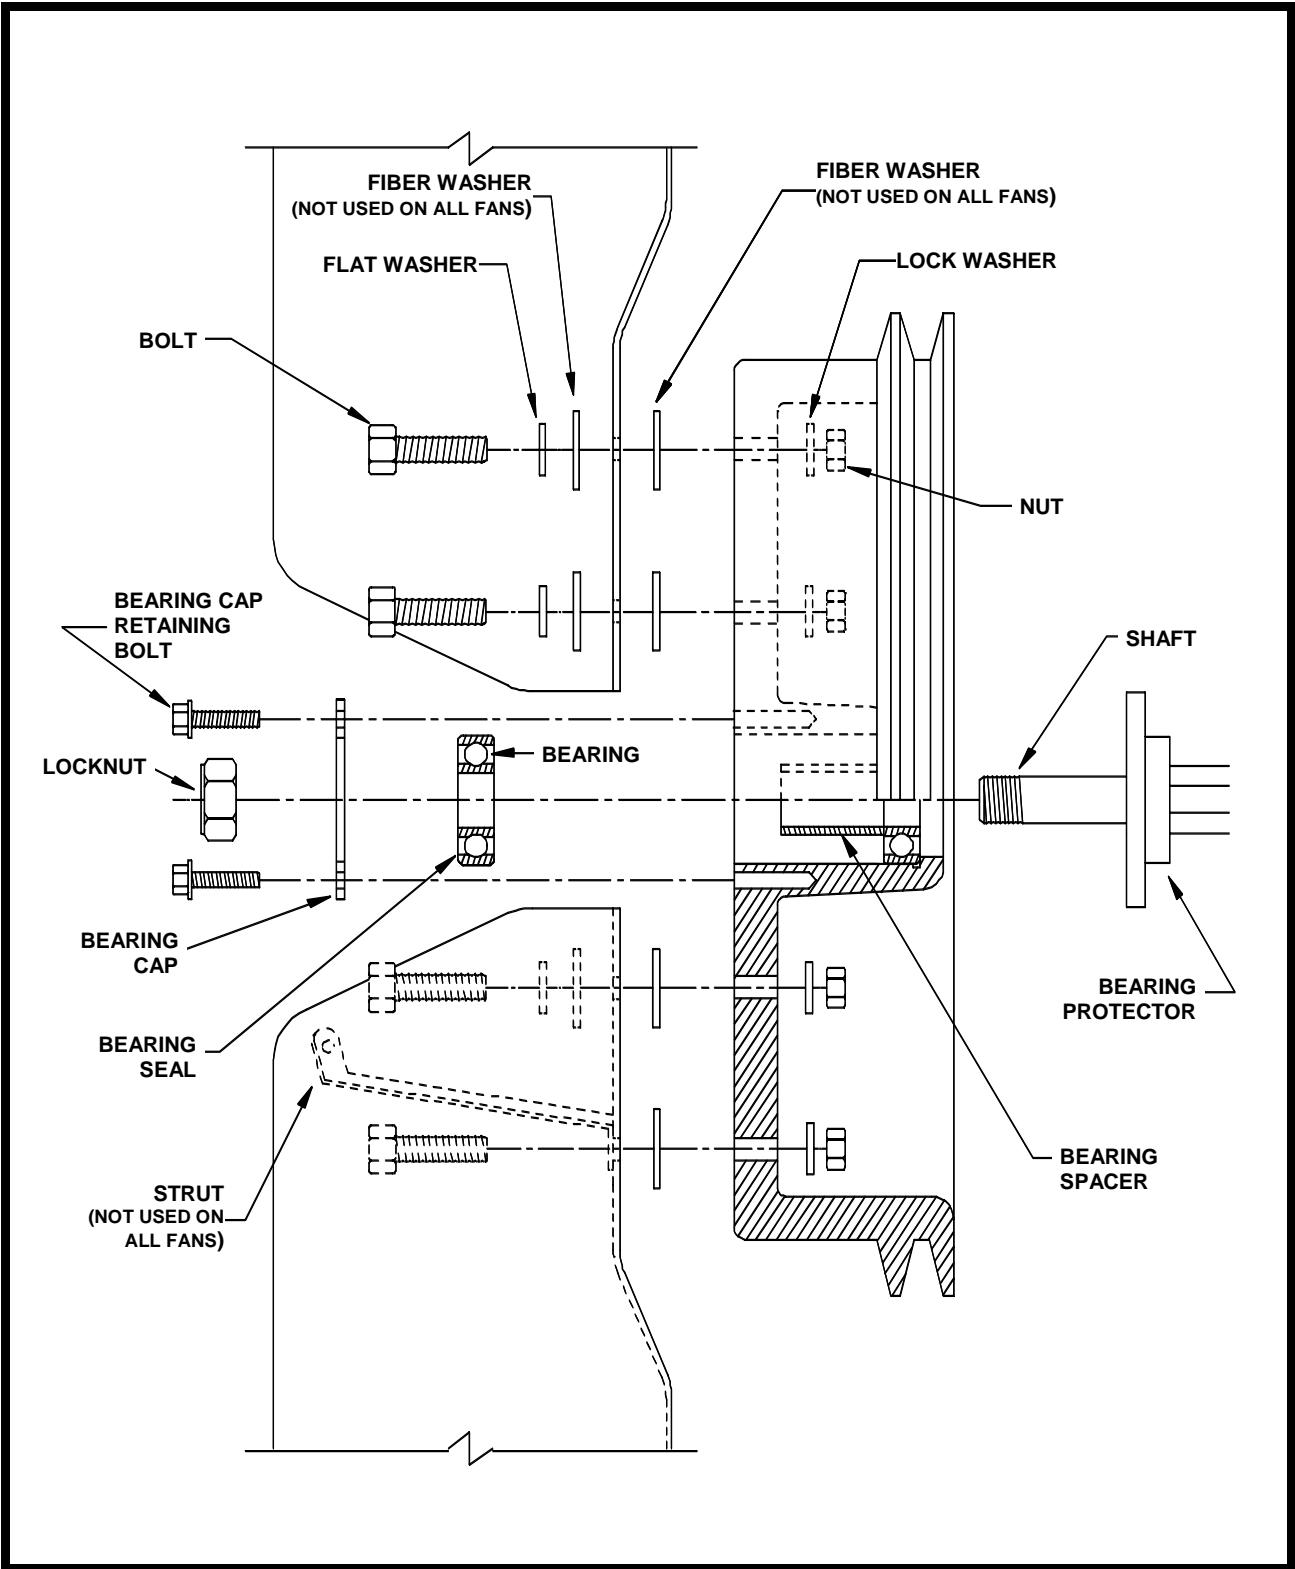 FIBER WASHER
(NOT USED ON ALL FANS)
FIBER WASHER
(NOT USED ON ALL FANS)
FLAT WASHER
LOCK WASHER
BOLT
NUT
BEARING CAP
RETAINING
BOLT
SHAFT
BEARING
LOCKNUT
BEARING
CAP
BEARING
PROTECTOR
BEARING
SEAL
BEARING
SPACER
STRUT
(NOT USED ON
ALL FANS)